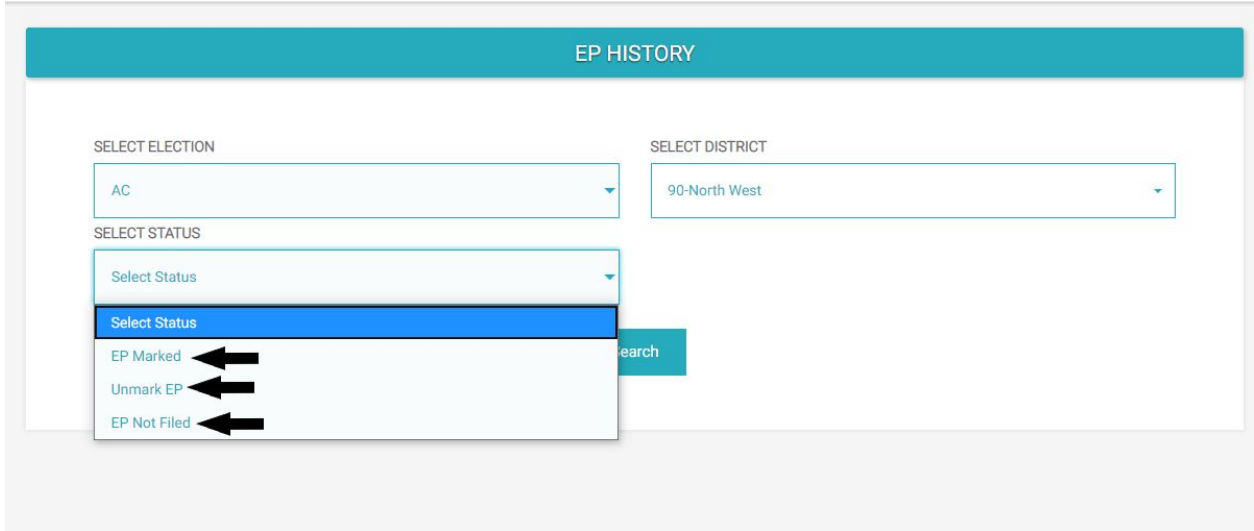 EP HISTORY
SELECT ELECTION
SELECT DISTRICT
AC
90-North West
SELECT STATUS
Select Status
Select Status
EP Marked
Unmark EP
EP Not Filed
Search